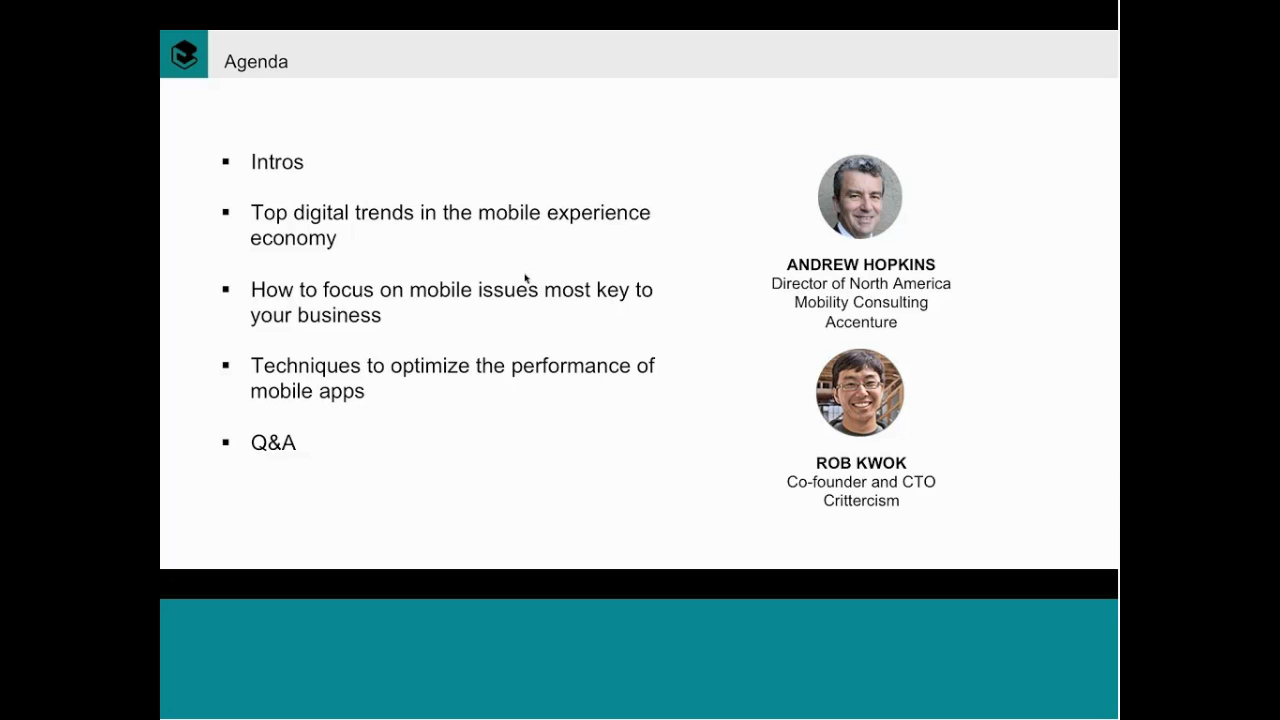 Agenda
Intros
Top digital trends in the mobile experience
economy
How to focus on mobile issues most key to
your business
Techniques to optimize the performance of
mobile apps
Q&A
ANDREW HOPKINS
Director of North America
Mobility Consulting
Accenture
ROB KWOK
Co-founder and CTO
Crittercism